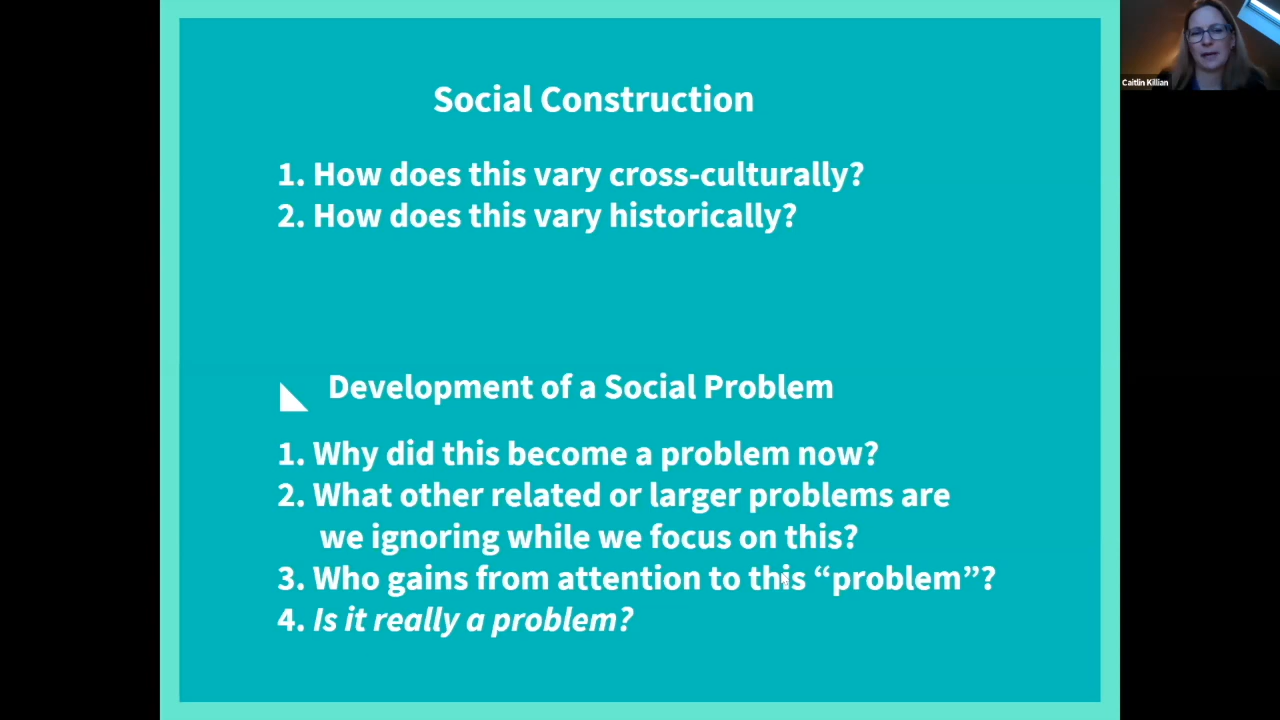 Social Construction
1. How does this vary cross-culturally?
2. How does this vary historically?
Development of a Social Problem
1. Why did this become a problem now?
2. What other related or larger problems are
we ignoring while we focus on this?
3. Who gains from attention to this “problem”?
4. Is it really a problem?
Caitlin Killian